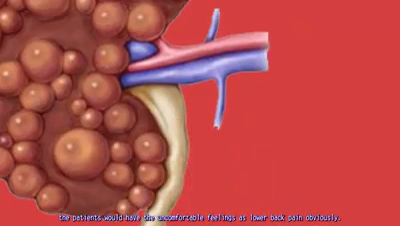 the patients would have the uncomfortable feelings as lower back pain obviously.